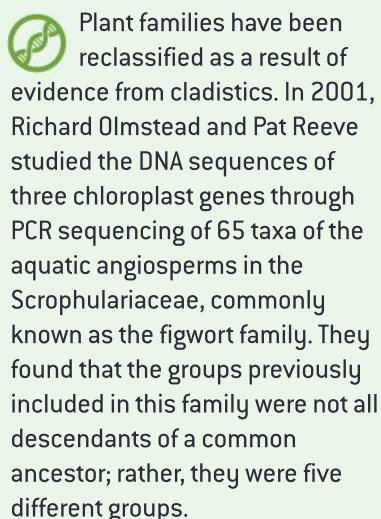 Plant families have been
reclassified as a result of
evidence from cladistics. In 2001,
Richard Olmstead and Pat Reeve
studied the DNA sequences of
three chloroplast genes through
PCR sequencing of 65 taxa of the
aquatic angiosperms in the
Scrophulariaceae, commonly
known as the figwort family. They
found that the groups previously
included in this family were not all
descendants of a common
ancestor; rather, they were five
different groups.